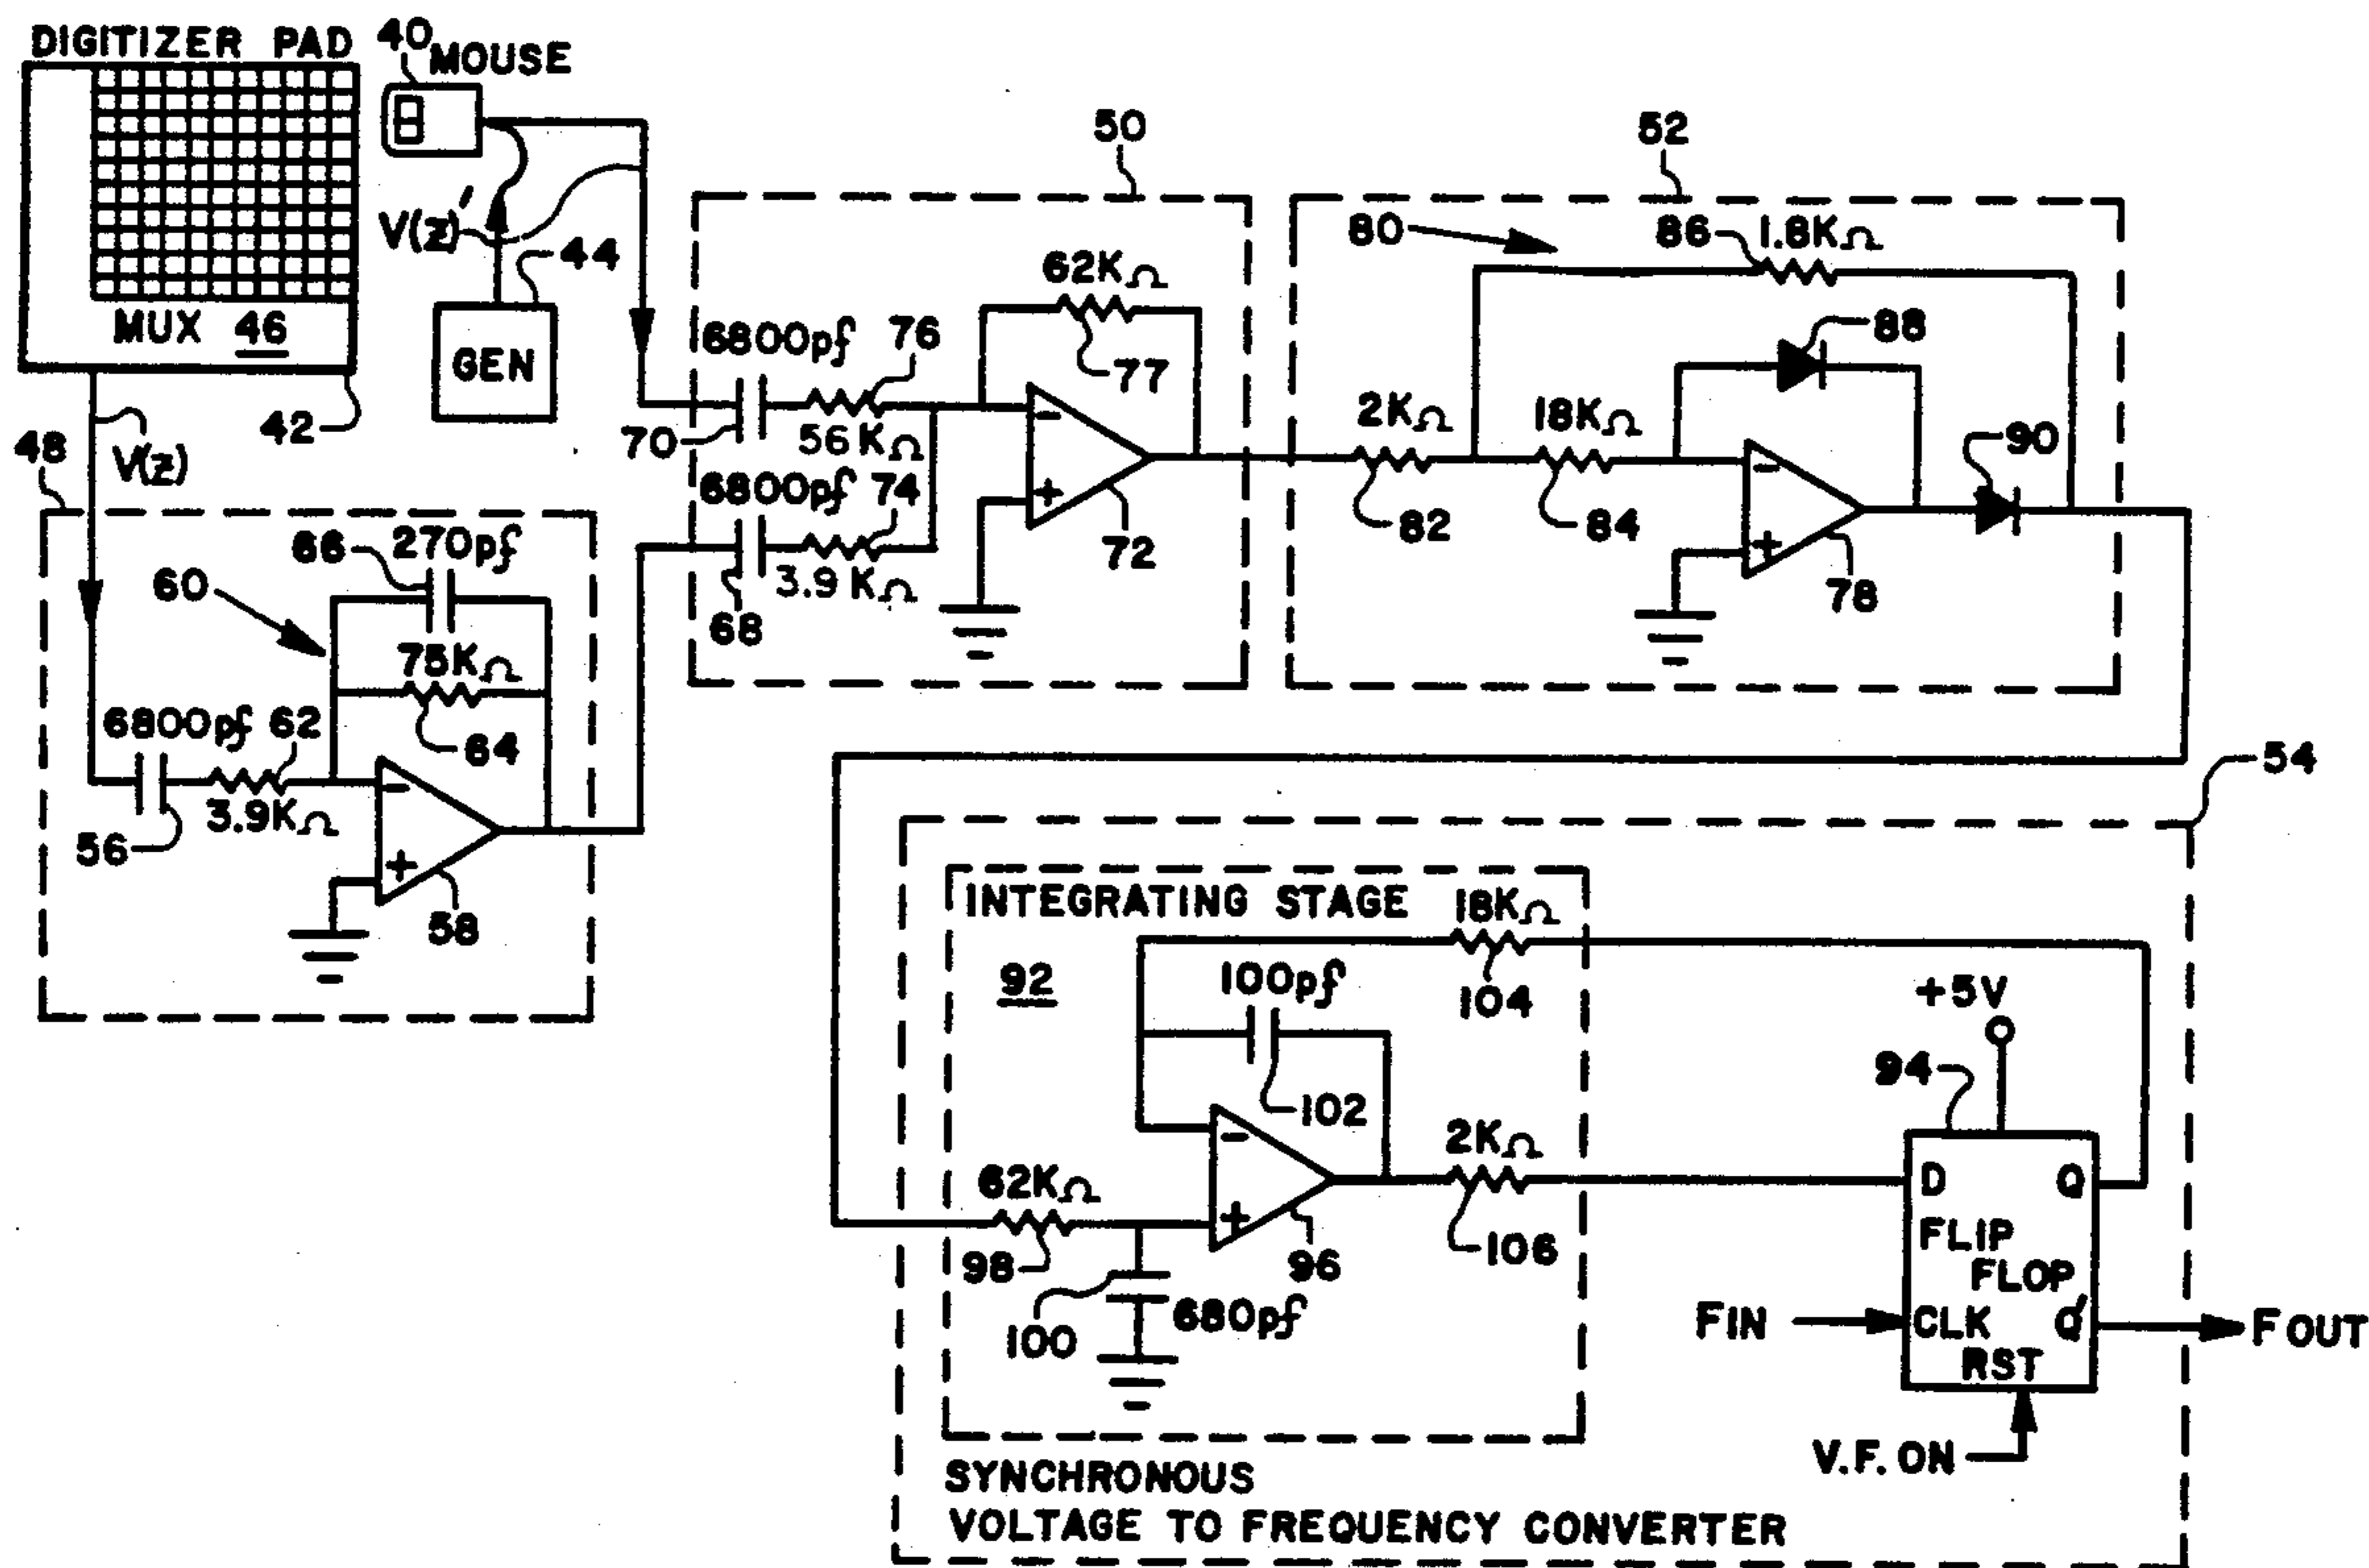 DIGITIZER PAD
40 MOUSE
V(z)'
44
GEN
MUX 46
42
48
V(z)
50
62KΩ
77
6800pf 76
70
56KΩ
6800pf 74
3.9KΩ
68
72
52
80
86 1.8KΩ
88
2KΩ
18KΩ
90
82
84
78
66 270pf
60
75KΩ
64
6800pf 62
3.9KΩ
56
58
54
INTEGRATING STAGE
18KΩ
92
104
100pf
102
+5V
94
62KΩ
2KΩ
98
96
106
100
680pf
D Q
FLIP
FLOP
FIN
CLK Q'
FOUT
RST
V.F. ON
SYNCHRONOUS
VOLTAGE TO FREQUENCY CONVERTER